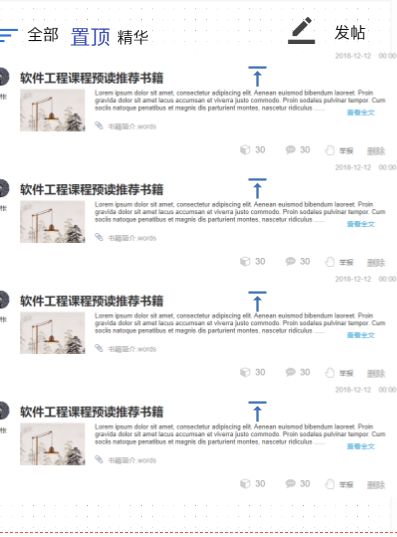 全部 置顶 精华 发帖
2018-12-12 00:00
软件工程课程预读推荐书籍
Lorem ipsum dolor sit amet, consectetur adipiscing elit. Aenean euismod bibendum laoreet. Proin
gravida dolor sit amet lacus accumsan et viverra justo commodo. Proin sodales pulvinar tempor. Cum
sociis natoque penatibus et magnis dis parturient montes, nascetur ridiculus ......
查看全文
书籍简介.words
30 30 举报 删除
2018-12-12 00:00
软件工程课程预读推荐书籍
Lorem ipsum dolor sit amet, consectetur adipiscing elit. Aenean euismod bibendum laoreet. Proin
gravida dolor sit amet lacus accumsan et viverra justo commodo. Proin sodales pulvinar tempor. Cum
sociis natoque penatibus et magnis dis parturient montes, nascetur ridiculus ......
查看全文
书籍简介.words
30 30 举报 删除
2018-12-12 00:00
软件工程课程预读推荐书籍
Lorem ipsum dolor sit amet, consectetur adipiscing elit. Aenean euismod bibendum laoreet. Proin
gravida dolor sit amet lacus accumsan et viverra justo commodo. Proin sodales pulvinar tempor. Cum
sociis natoque penatibus et magnis dis parturient montes, nascetur ridiculus ......
查看全文
书籍简介.words
30 30 举报 删除
2018-12-12 00:00
软件工程课程预读推荐书籍
Lorem ipsum dolor sit amet, consectetur adipiscing elit. Aenean euismod bibendum laoreet. Proin
gravida dolor sit amet lacus accumsan et viverra justo commodo. Proin sodales pulvinar tempor. Cum
sociis natoque penatibus et magnis dis parturient montes, nascetur ridiculus ......
查看全文
书籍简介.words
30 30 举报 删除